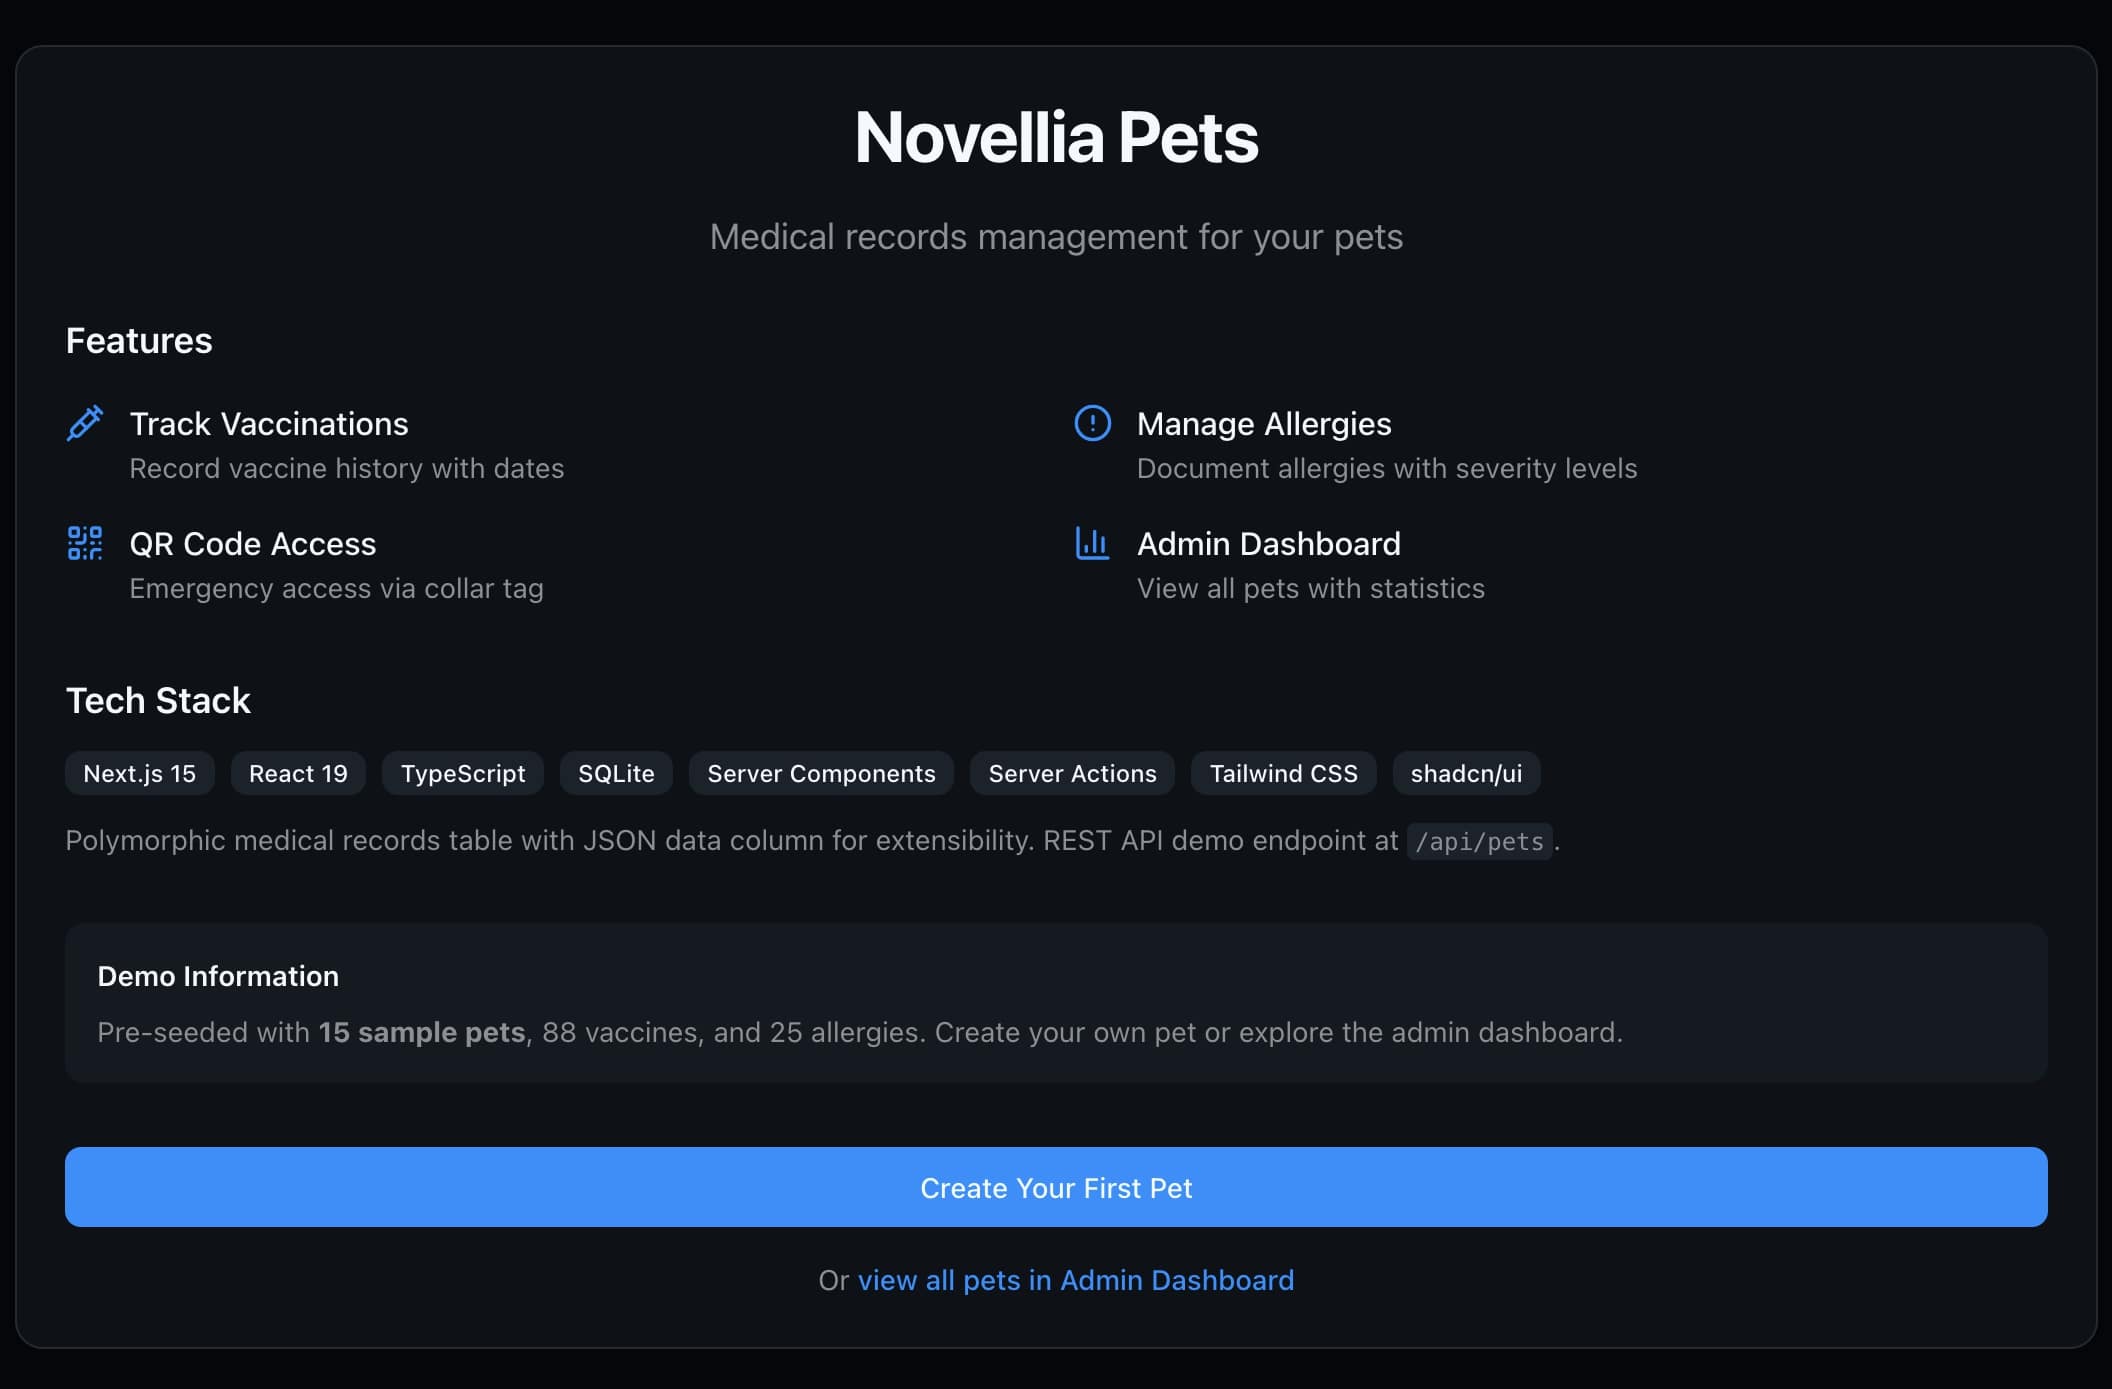 Novellia Pets
Medical records management for your pets
Features
Track Vaccinations
Record vaccine history with dates
Manage Allergies
Document allergies with severity levels
QR Code Access
Emergency access via collar tag
Admin Dashboard
View all pets with statistics
Tech Stack
Next.js 15 React 19 TypeScript SQLite Server Components Server Actions Tailwind CSS shadcn/ui
Polymorphic medical records table with JSON data column for extensibility. REST API demo endpoint at /api/pets.
Demo Information
Pre-seeded with 15 sample pets, 88 vaccines, and 25 allergies. Create your own pet or explore the admin dashboard.
Create Your First Pet
Or view all pets in Admin Dashboard